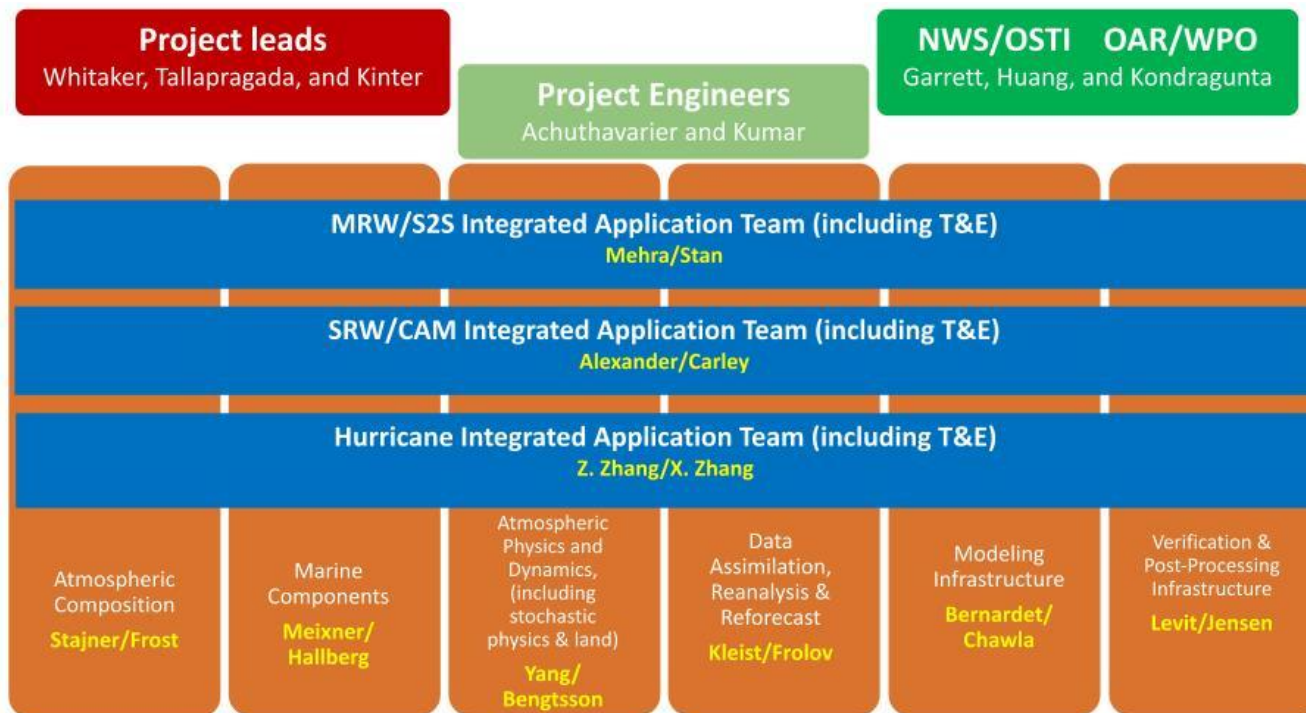 Project leads
Whitaker, Tallapragada, and Kinter
NWS/OSTI OAR/WPO
Garrett, Huang, and Kondragunta
Project Engineers
Achuthavarier and Kumar
MRW/S2S Integrated Application Team (including T&E)
Mehra/Stan
SRW/CAM Integrated Application Team (including T&E)
Alexander/Carley
Hurricane Integrated Application Team (including T&E)
Z. Zhang/X. Zhang
Atmospheric
Composition
Stajner/Frost
Marine
Components
Meixner/
Hallberg
Atmospheric
Physics and
Dynamics,
(including
stochastic
physics & land)
Yang/
Bengtsson
Data
Assimilation,
Reanalysis &
Reforecast
Kleist/Frolov
Modeling
Infrastructure
Bernardet/
Chawla
Verification &
Post-Processing
Infrastructure
Levit/Jensen